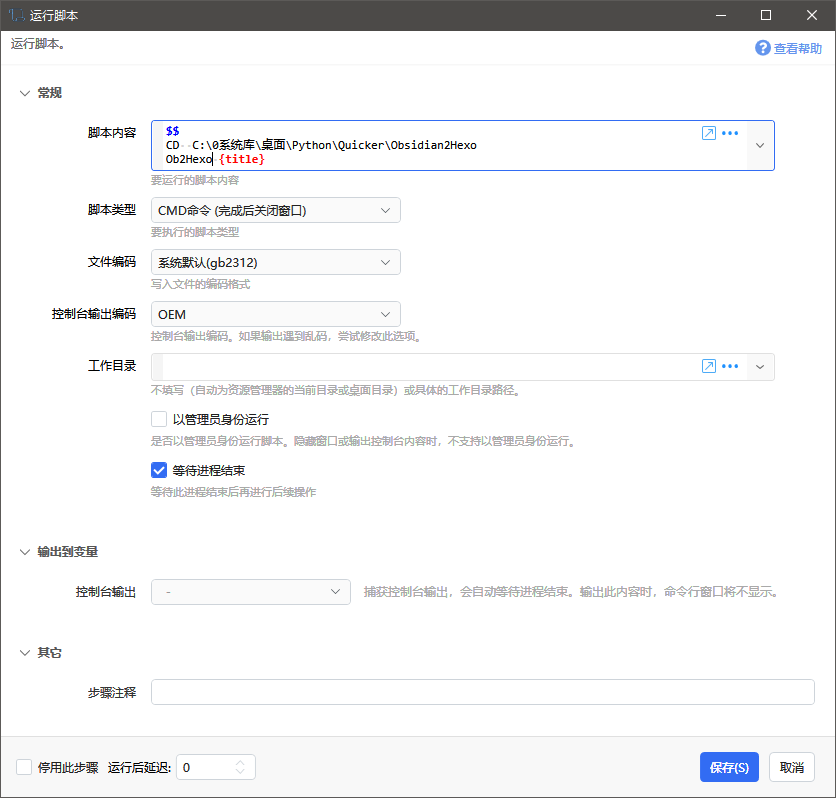 运行脚本
运行脚本。
查看帮助
常规
脚本内容
$$
CD  C:\0系统库\桌面\Python\Quicker\Obsidian2Hexo
Ob2Hexo {title}
要运行的脚本内容
脚本类型
CMD命令 (完成后关闭窗口)
要执行的脚本类型
文件编码
系统默认(gb2312)
写入文件的编码格式
控制台输出编码
OEM
控制台输出编码。如果输出遇到乱码，尝试修改此选项。
工作目录
不填写（自动为资源管理器的当前目录或桌面目录）或具体的工作目录路径。
以管理员身份运行
是否以管理员身份运行脚本。隐藏窗口或输出控制台内容时，不支持以管理员身份运行。
等待进程结束
等待此进程结束后再进行后续操作
输出到变量
控制台输出
-
捕获控制台输出，会自动等待进程结束。输出此内容时，命令行窗口将不显示。
其它
步骤注释
停用此步骤
运行后延迟:
0
保存(S)
取消